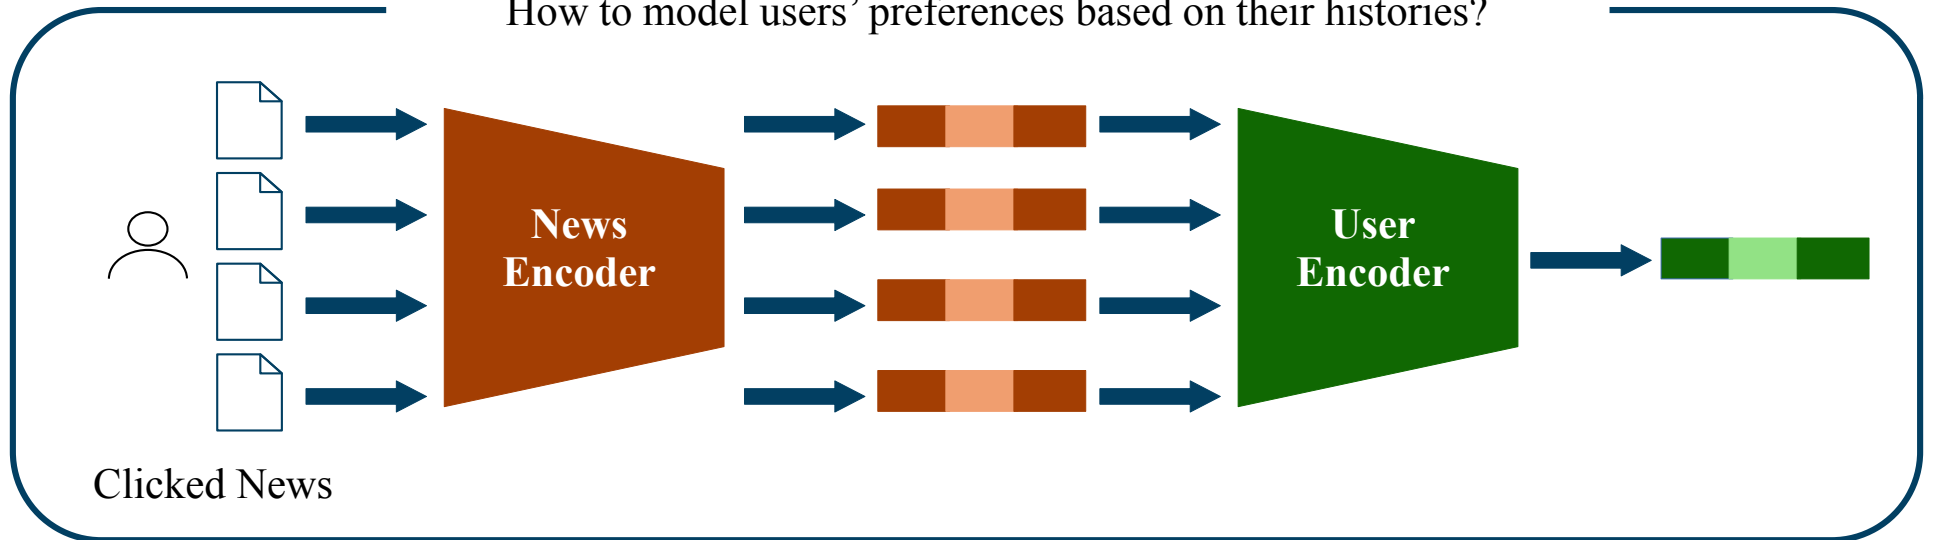 How to model users’ preferences based on their histories?
News
Encoder
User
Encoder
Clicked News